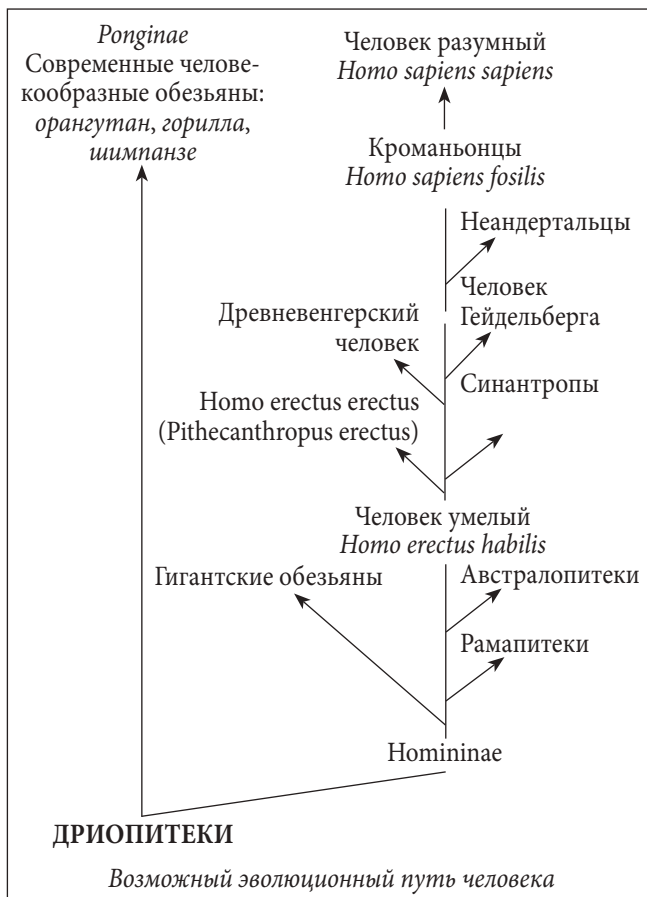 Ponginae
Современные челове-
кообразные обезьяны:
орангутан, горилла,
шимпанзе
Человек разумный
Homo sapiens sapiens
Кроманьонцы
Homo sapiens fosilis
Неандертальцы
Человек
Гейдельберга
Древневенгерский
человек
Синантропы
Homo erectus erectus
(Pithecanthropus erectus)
Человек умелый
Homo erectus habilis
Гигантские обезьяны
Австралопитеки
Рамапитеки
Homininae
ДРИОПИТЕКИ
Возможный эволюционный путь человека